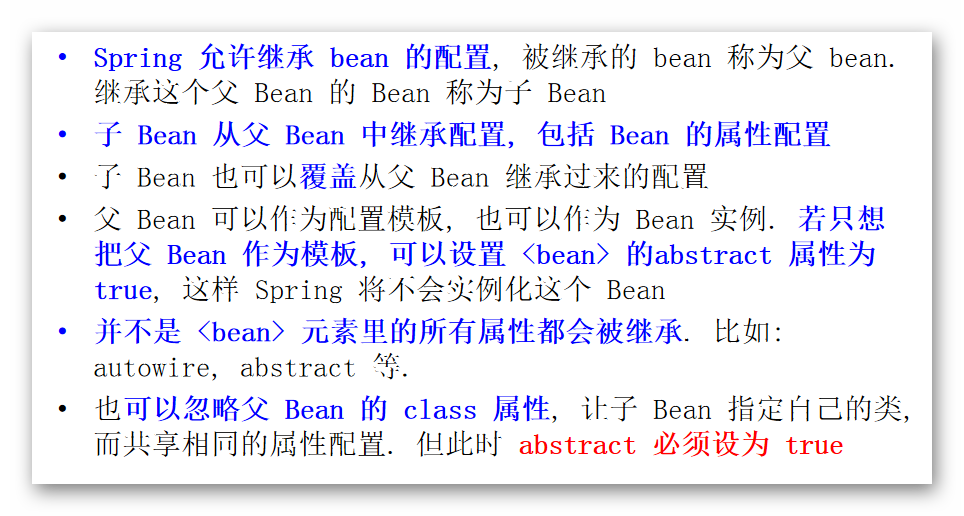 • Spring 允许继承 bean 的配置, 被继承的 bean 称为父 bean.
继承这个父 Bean 的 Bean 称为子 Bean
• 子 Bean 从父 Bean 中继承配置, 包括 Bean 的属性配置
• 子 Bean 也可以覆盖从父 Bean 继承过来的配置
• 父 Bean 可以作为配置模板, 也可以作为 Bean 实例. 若只想
把父 Bean 作为模板, 可以设置 <bean> 的abstract 属性为
true, 这样 Spring 将不会实例化这个 Bean
• 并不是 <bean> 元素里的所有属性都会被继承. 比如:
autowire, abstract 等.
• 也可以忽略父 Bean 的 class 属性, 让子 Bean 指定自己的类,
而共享相同的属性配置. 但此时 abstract 必须设为 true